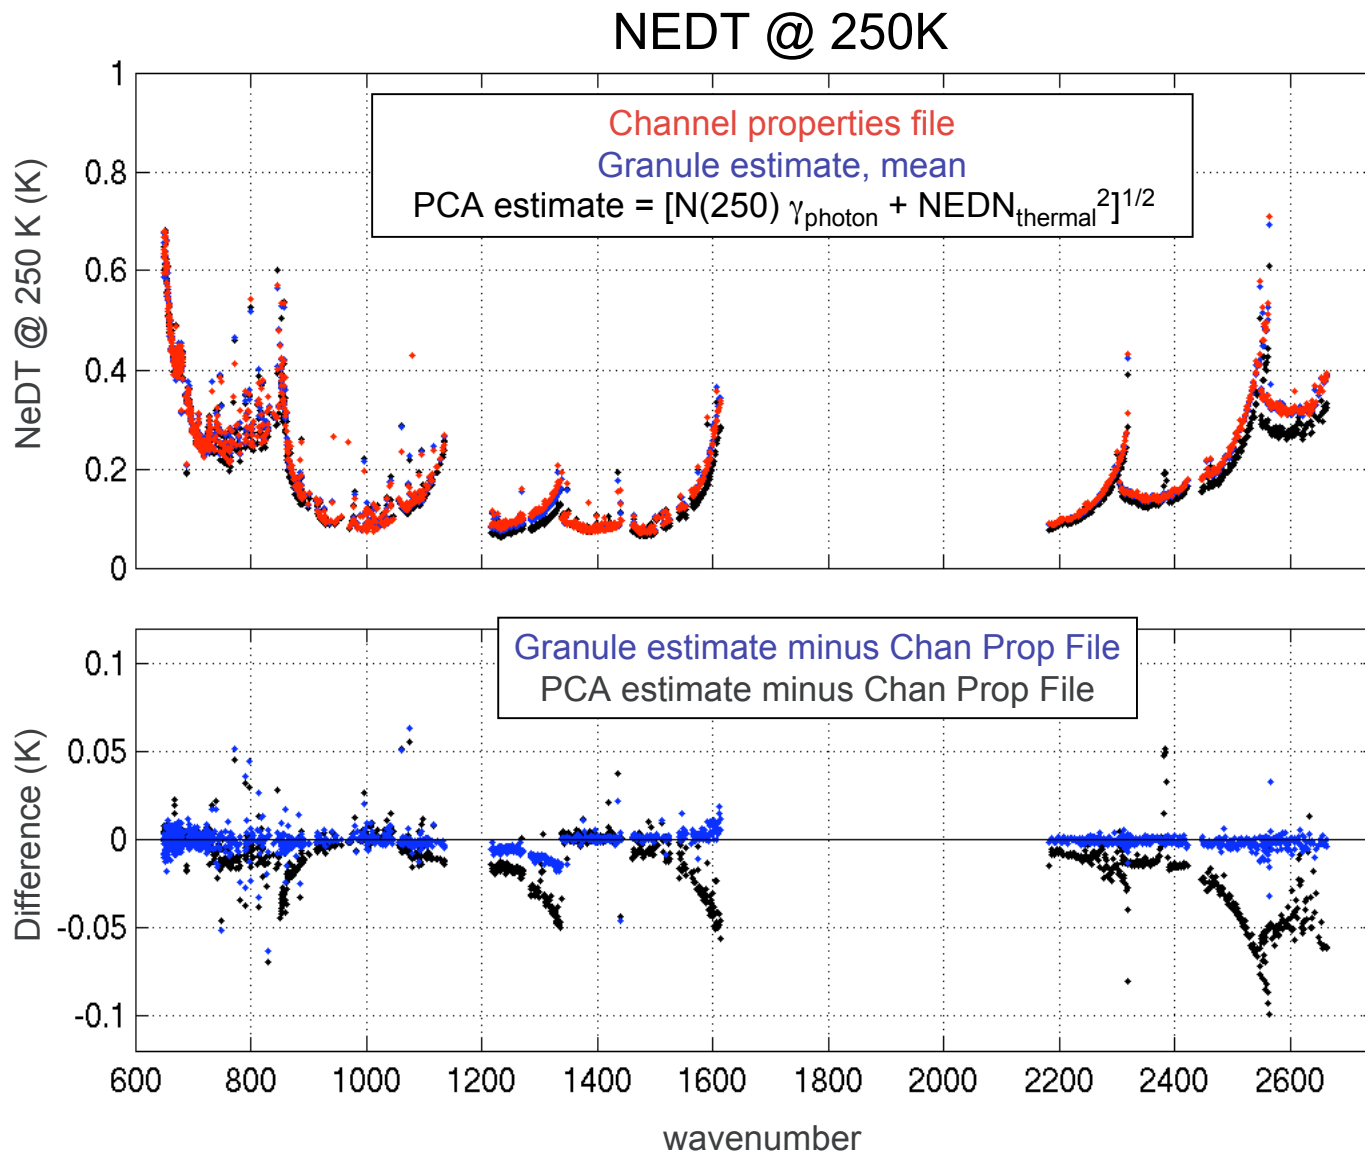 NEDT @ 250K
1
0.8
0.6
0.4
0.2
0
NeDT @ 250 K (K)
Channel properties file
Granule estimate, mean
PCA estimate = [N(250) γphoton + NEDNthermal2]1/2
0.1
0.05
0
-0.05
-0.1
Difference (K)
Granule estimate minus Chan Prop File
PCA estimate minus Chan Prop File
600 800 1000 1200 1400 1600 1800 2000 2200 2400 2600
wavenumber